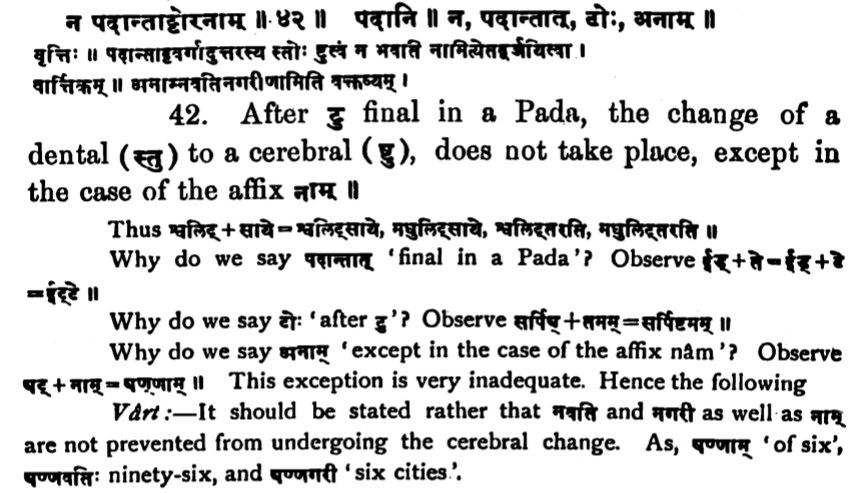 न पदान्ताट्टोरनाम् ॥ ४२ ॥ पदानि ॥ न, पदान्तात्, टोः, अनाम् ॥
वृत्तिः ॥ पदान्ताट्टवर्गादुत्तरस्य स्तोः ष्टुत्वं न भवति नामित्येतद्वर्जयित्वा ।
वार्त्तिकम् ॥ अनाम्नवतिनगरीणामिति वक्तव्यम् ।
42. After टु final in a Pada, the change of a
dental (स्तु) to a cerebral (ष्टु), does not take place, except in
the case of the affix नाम् ॥
Thus श्वलिट् + साये = श्वलिट्साये, मधुलिट्साये, श्वलिट्तरति, मधुलिट्तरति ॥
Why do we say पदान्तात् 'final in a Pada'? Observe ईड् + ते = ईड् + टे
= ईट्टे ॥
Why do we say टोः 'after टु'? Observe सर्पिष् + तमम् = सर्पिष्टमम् ॥
Why do we say अनाम् 'except in the case of the affix nâm'? Observe
षट् + नाम् = षण्णाम् ॥ This exception is very inadequate. Hence the following
Vârt :—It should be stated rather that नवति and नगरी as well as नाम्
are not prevented from undergoing the cerebral change. As, षण्णाम् 'of six',
षण्णवतिः ninety-six, and षण्णगरी 'six cities'.